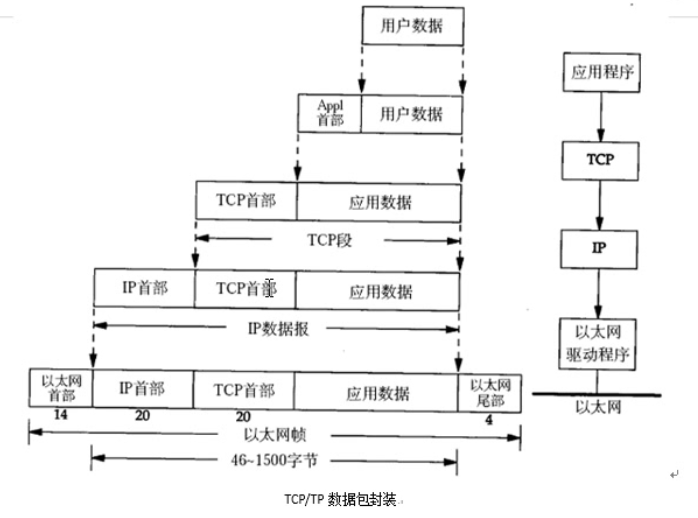 用户数据
应用程序
Appl
首部
用户数据
TCP
TCP首部
应用数据
TCP段
IP
IP首部
TCP首部
应用数据
IP数据报
以太网
驱动程序
以太网
首部
IP首部
TCP首部
应用数据
以太网
尾部
以太网
14
20
20
4
以太网帧
46~1500字节
TCP/TP 数据包封装